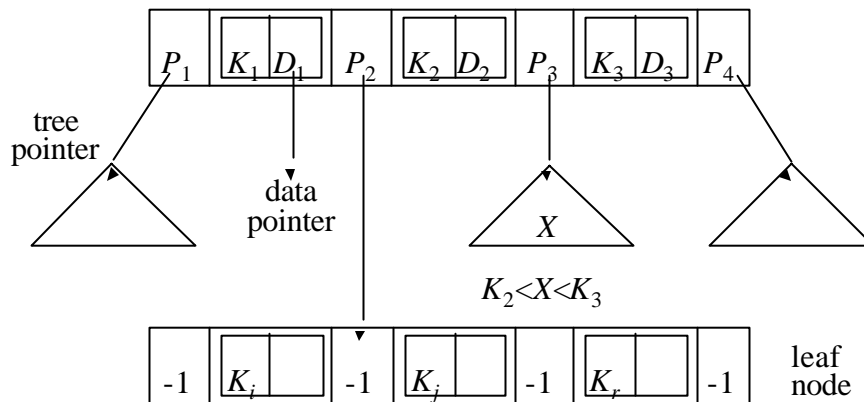 P₁ K₁ D₁ P₂ K₂ D₂ P₃ K₃ D₃ P₄
tree
pointer
data
pointer
X
K₂<X<K₃
-1 Kᵢ -1 Kⱼ -1 Kᵣ -1
leaf
node